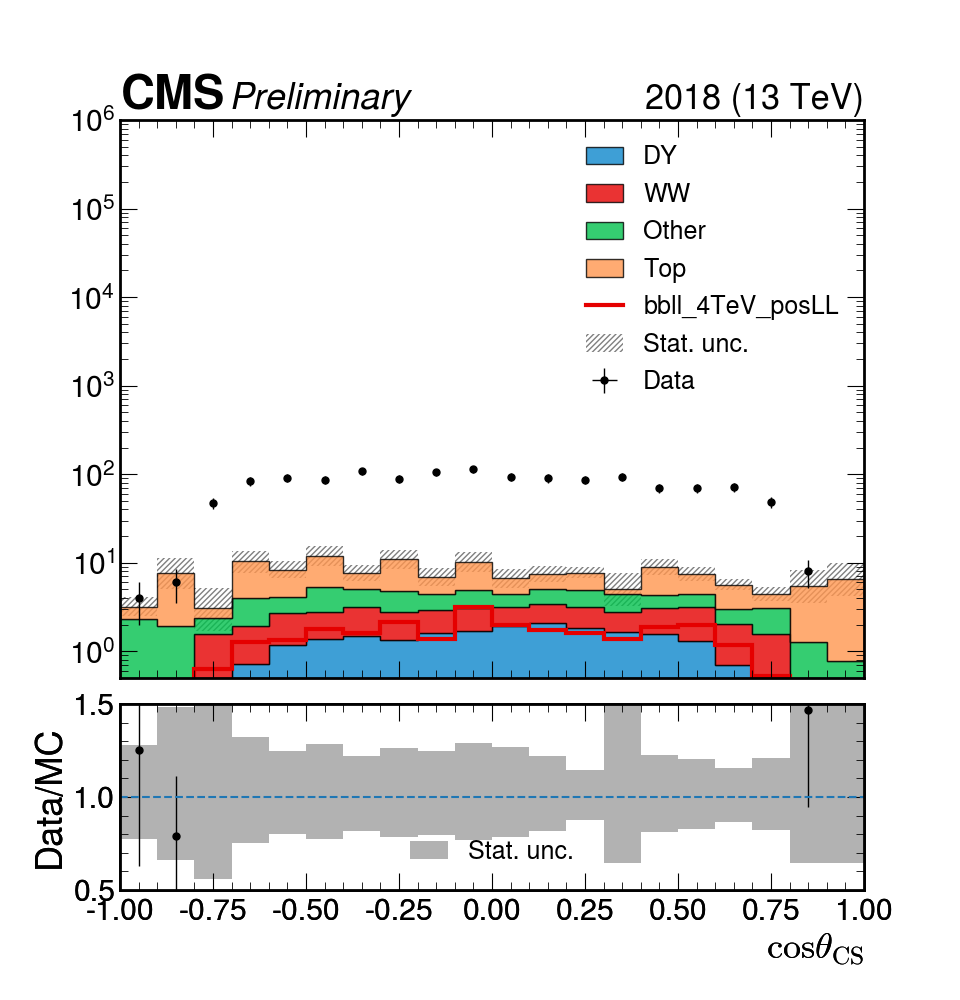 CMS Preliminary 2018 (13 TeV)
10^6
10^5
10^4
10^3
10^2
10^1
10^0
DY
WW
Other
Top
bbll_4TeV_posLL
Stat. unc.
Data
Data/MC
1.5
1.0
0.5
Stat. unc.
-1.00 -0.75 -0.50 -0.25 0.00 0.25 0.50 0.75 1.00
cosθ_CS